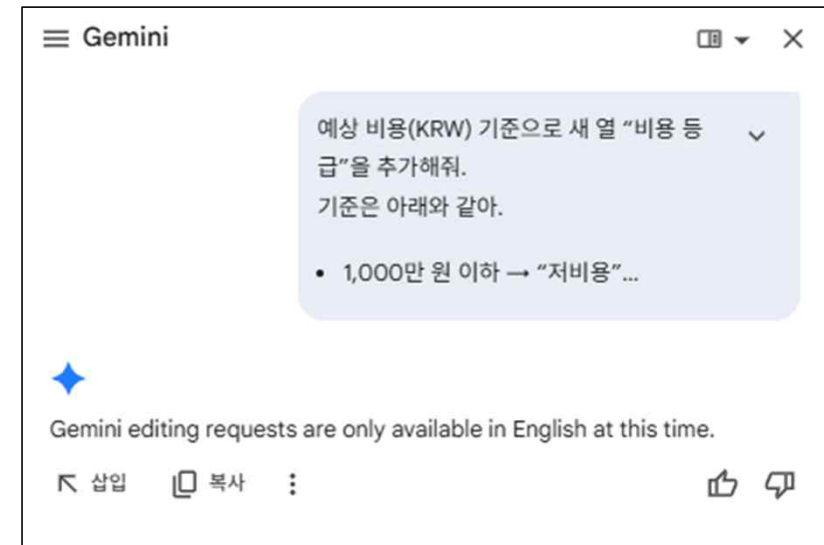 Gemini
예상 비용(KRW) 기준으로 새 열 “비용 등
급”을 추가해줘.
기준은 아래와 같아.
• 1,000만 원 이하 → “저비용”...
Gemini editing requests are only available in English at this time.
삽입 복사